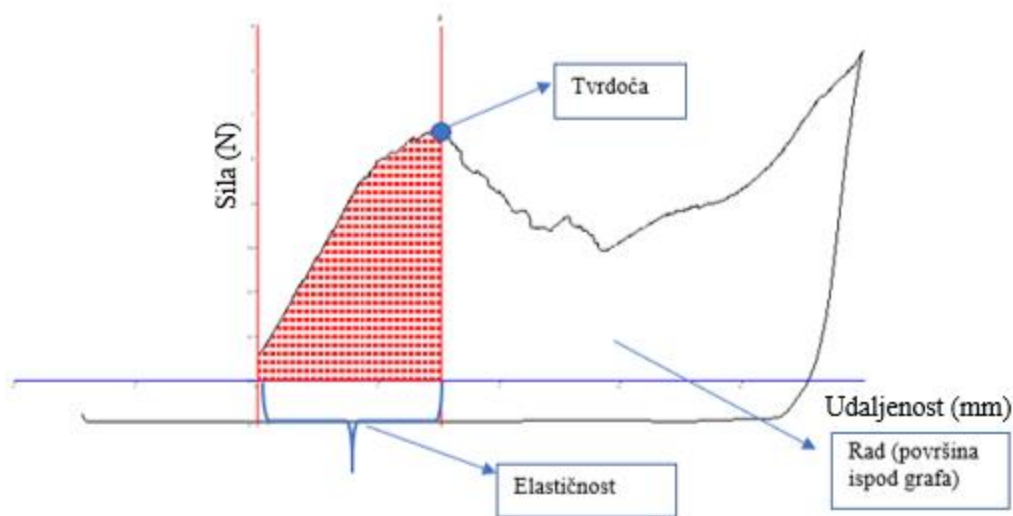 Tvrdoća
Sila (N)
Udaljenost (mm)
Rad (površina
ispod grafa)
Elastičnost